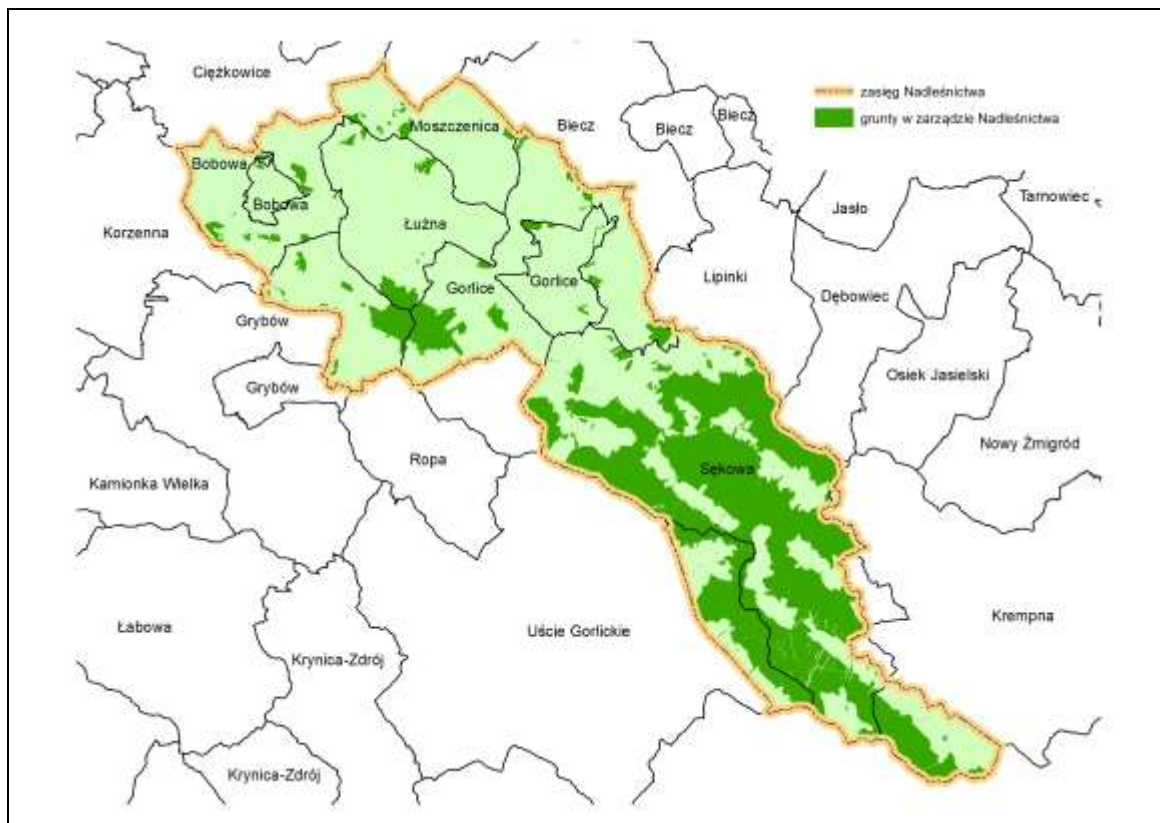 Ciężkowice
zasięg Nadleśnictwa
grunty w zarządzie Nadleśnictwa
Moszczenica
Biecz
Biecz
Biecz
Bobowa
Bobowa
Korzenna
Łużna
Jasło
Tarnowiec
Gorlice
Gorlice
Lipinki
Dębowiec
Grybów
Grybów
Osiek Jasielski
Nowy Żmigród
Ropa
Sękowa
Kamionka Wielka
Łabowa
Uście Gorlickie
Krempna
Krynica-Zdrój
Krynica-Zdrój